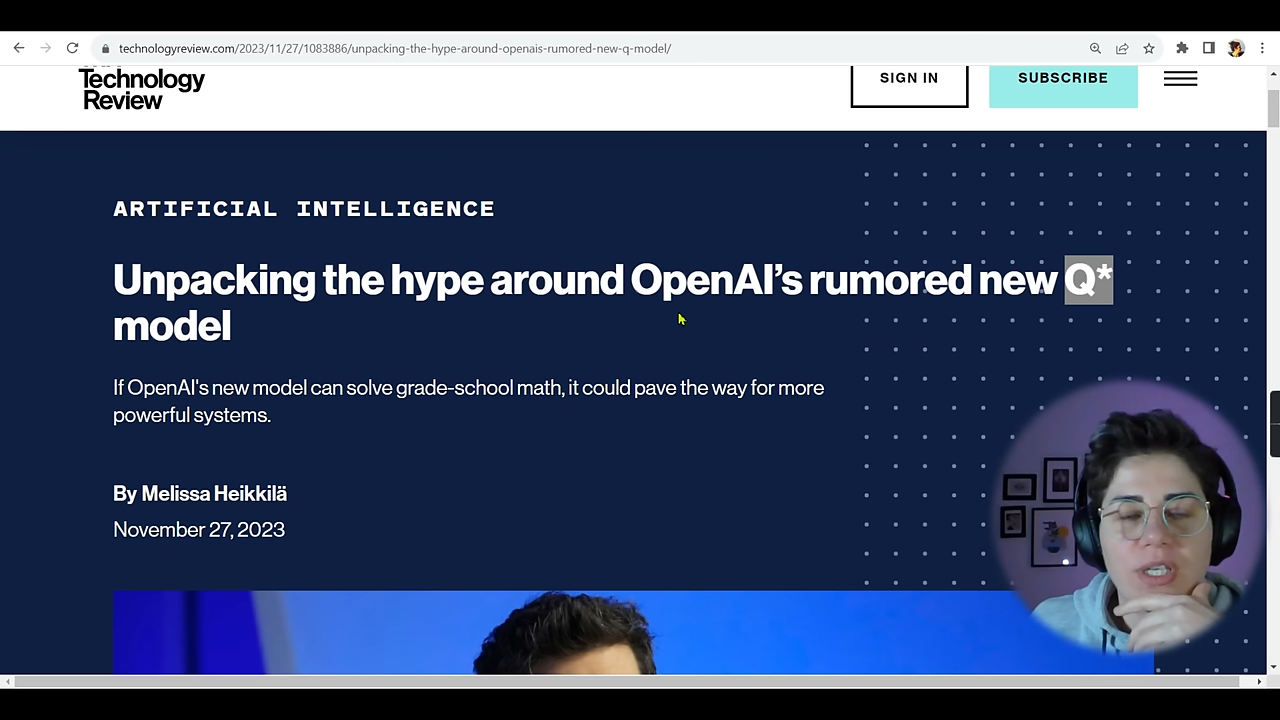 technologyreview.com/2023/11/27/1083886/unpacking-the-hype-around-openais-rumored-new-q-model/
Technology
Review
SIGN IN
SUBSCRIBE
ARTIFICIAL INTELLIGENCE
Unpacking the hype around OpenAI’s rumored new Q*
model
If OpenAI's new model can solve grade-school math, it could pave the way for more
powerful systems.
By Melissa Heikkilä
November 27, 2023